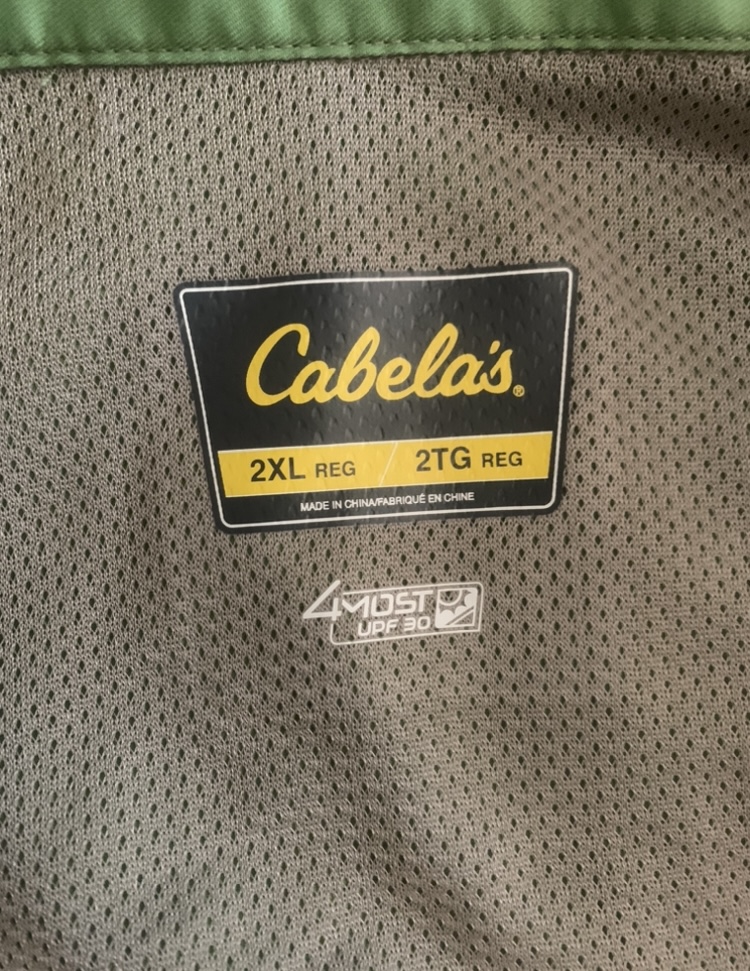 Cabela's®
2XL REG / 2TG REG
MADE IN CHINA/FABRIQUÉ EN CHINE
4MOST
UPF 30